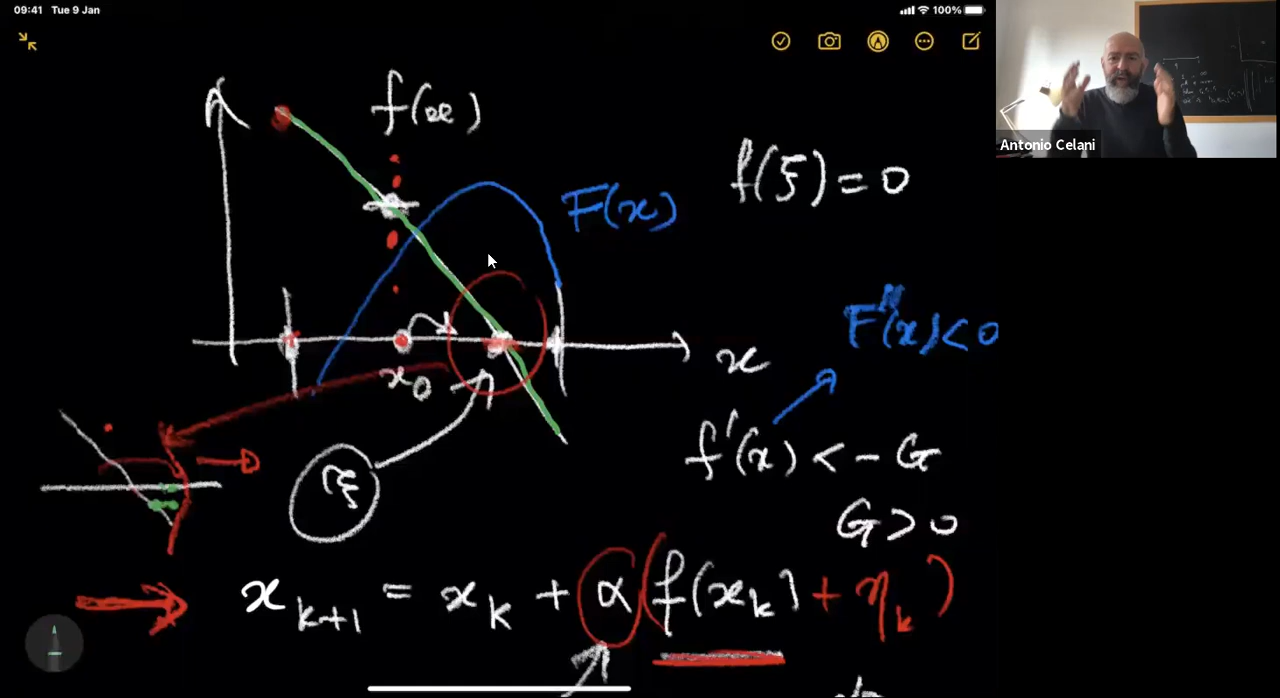 09:41 Tue 9 Jan
100%
Antonio Celani
f(x)
F(x)
f(ξ)=0
F''(x)<0
x
x₀
f'(x) < - G
ξ
G>0
x_{k+1} = x_k + α(f(x_k) + η_k)